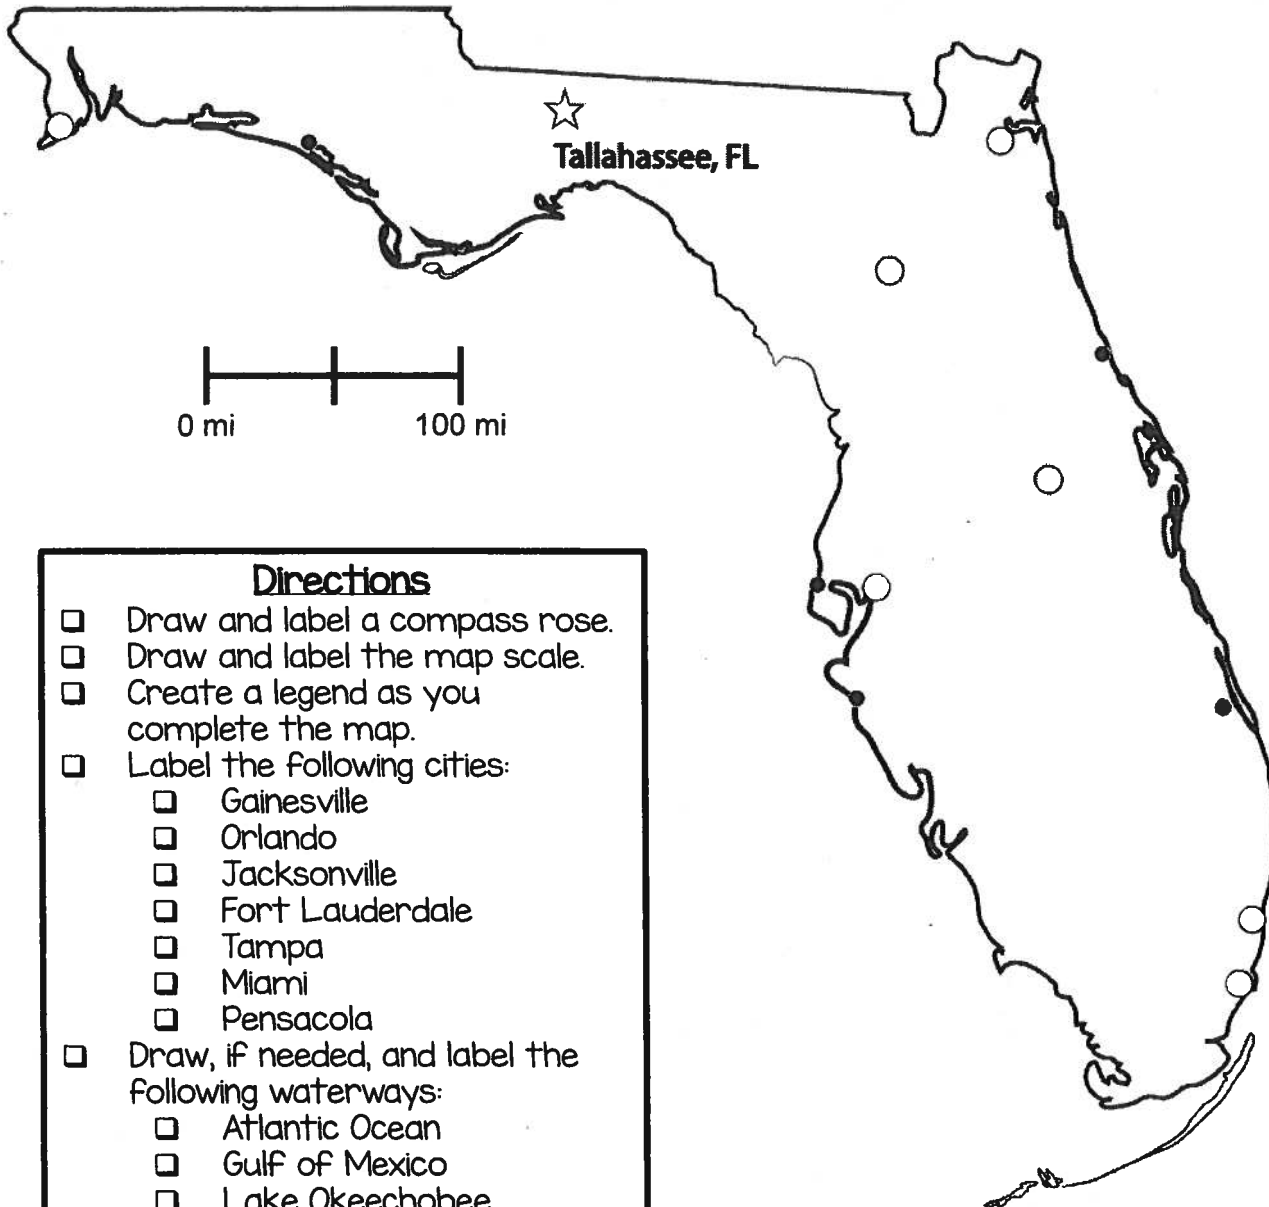 Tallahassee, FL
0 mi
100 mi
Directions
Draw and label a compass rose.
Draw and label the map scale.
Create a legend as you
complete the map.
Label the following cities:
Gainesville
Orlando
Jacksonville
Fort Lauderdale
Tampa
Miami
Pensacola
Draw, if needed, and label the
following waterways:
Atlantic Ocean
Gulf of Mexico
Lake Okeechobee